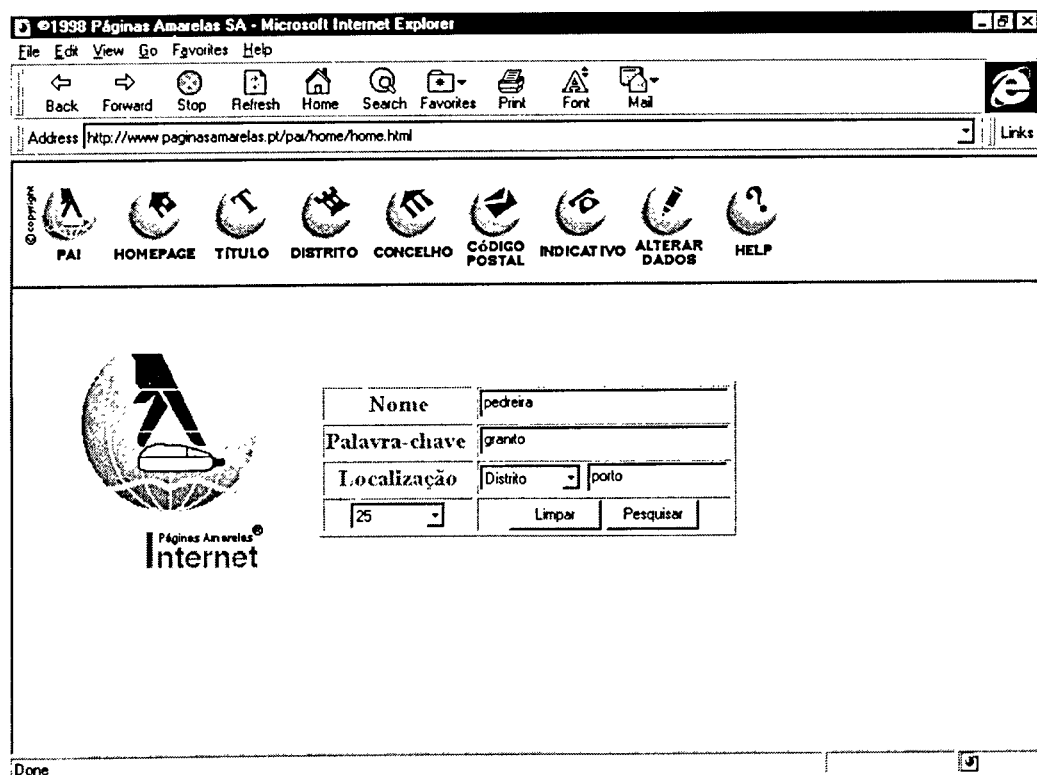 ©1998 Páginas Amarelas SA - Microsoft Internet Explorer
File Edit View Go Favorites Help
Back Forward Stop Refresh Home Search Favorites Print Font Mail
Address http://www.paginasamarelas.pt/pai/home/home.html Links
© copyright
PAI HOMEPAGE TÍTULO DISTRITO CONCELHO CóDIGO POSTAL INDICATIVO ALTERAR DADOS HELP
Nome pedreira
Palavra-chave granito
Localização Distrito porto
25 Limpar Pesquisar
Páginas Amarelas®
Internet
Done